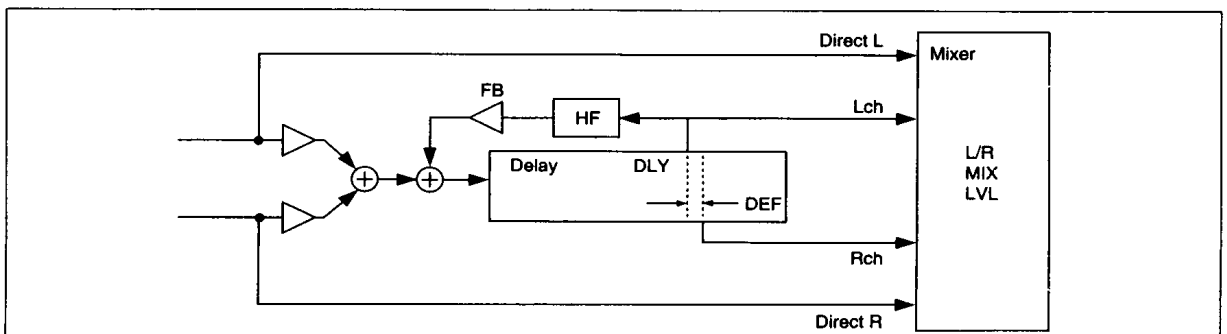 Direct L
Mixer
FB
HF
Lch
L/R
MIX
LVL
Delay
DLY
DEF
Rch
Direct R